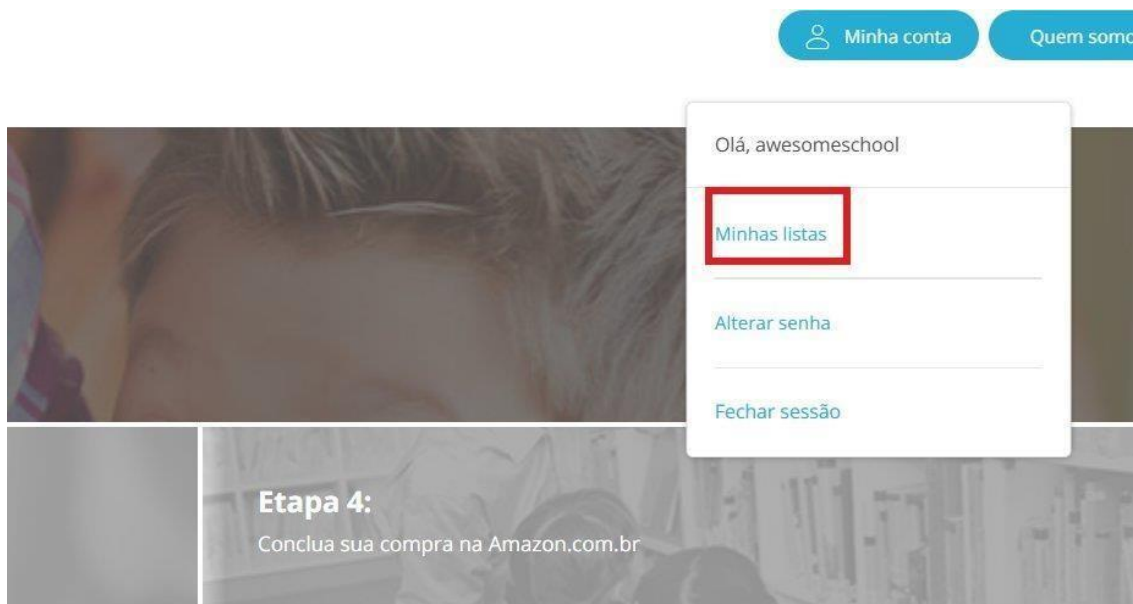 Minha conta
Quem somo
Olá, awesomeschool
Minhas listas
Alterar senha
Fechar sessão
Etapa 4:
Conclua sua compra na Amazon.com.br